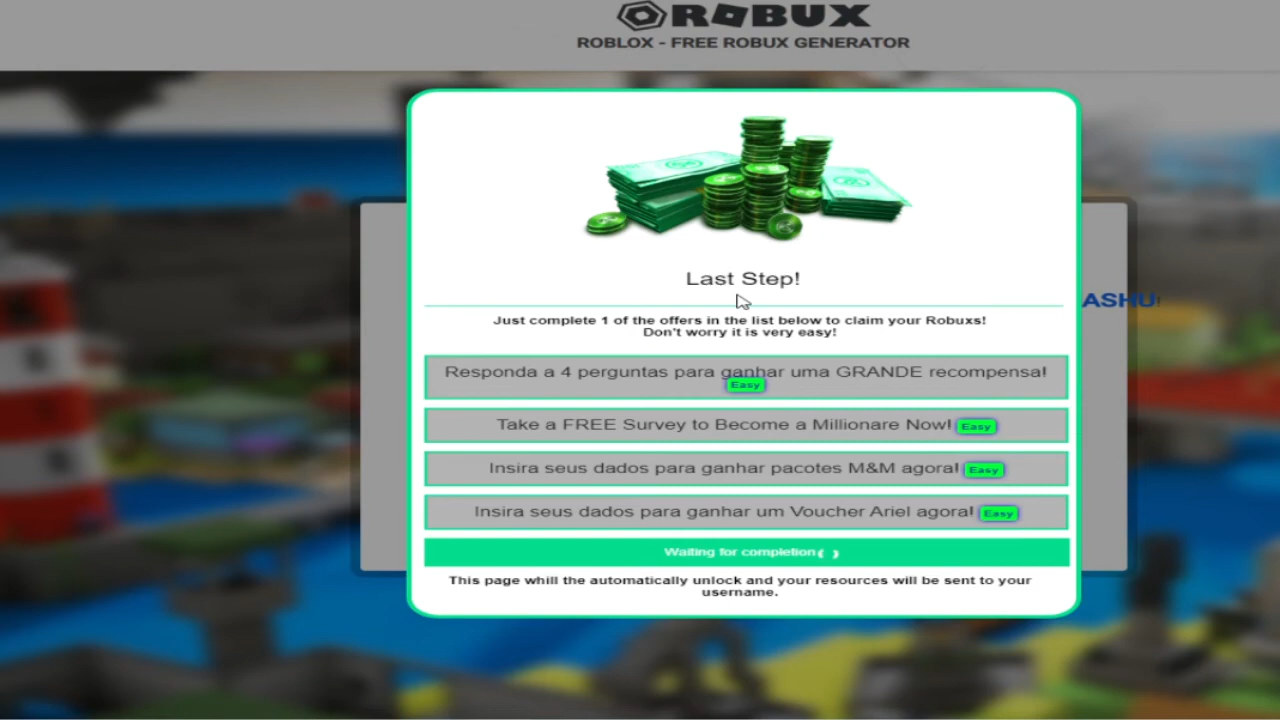 ROBUX
ROBLOX - FREE ROBUX GENERATOR
Last Step!
ASHU!
Just complete 1 of the offers in the list below to claim your Robuxs!
Don't worry it is very easy!
Responda a 4 perguntas para ganhar uma GRANDE recompensa!
Easy
Take a FREE Survey to Become a Millionare Now! Easy
Insira seus dados para ganhar pacotes M&M agora! Easy
Insira seus dados para ganhar um Voucher Ariel agora! Easy
Waiting for completion
This page whill the automatically unlock and your resources will be sent to your
username.